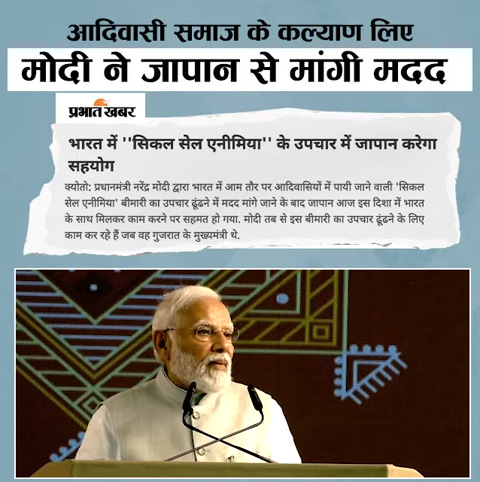 आदिवासी समाज के कल्याण लिए
मोदी ने जापान से मांगी मदद
प्रभात खबर
भारत में ''सिकल सेल एनीमिया'' के उपचार में जापान करेगा
सहयोग
क्योतो: प्रधानमंत्री नरेंद्र मोदी द्वारा भारत में आम तौर पर आदिवासियों में पायी जाने वाली 'सिकल
सेल एनीमिया' बीमारी का उपचार ढूंढने में मदद मांगे जाने के बाद जापान आज इस दिशा में भारत
के साथ मिलकर काम करने पर सहमत हो गया. मोदी तब से इस बीमारी का उपचार ढूंढने के लिए
काम कर रहे हैं जब वह गुजरात के मुख्यमंत्री थे.